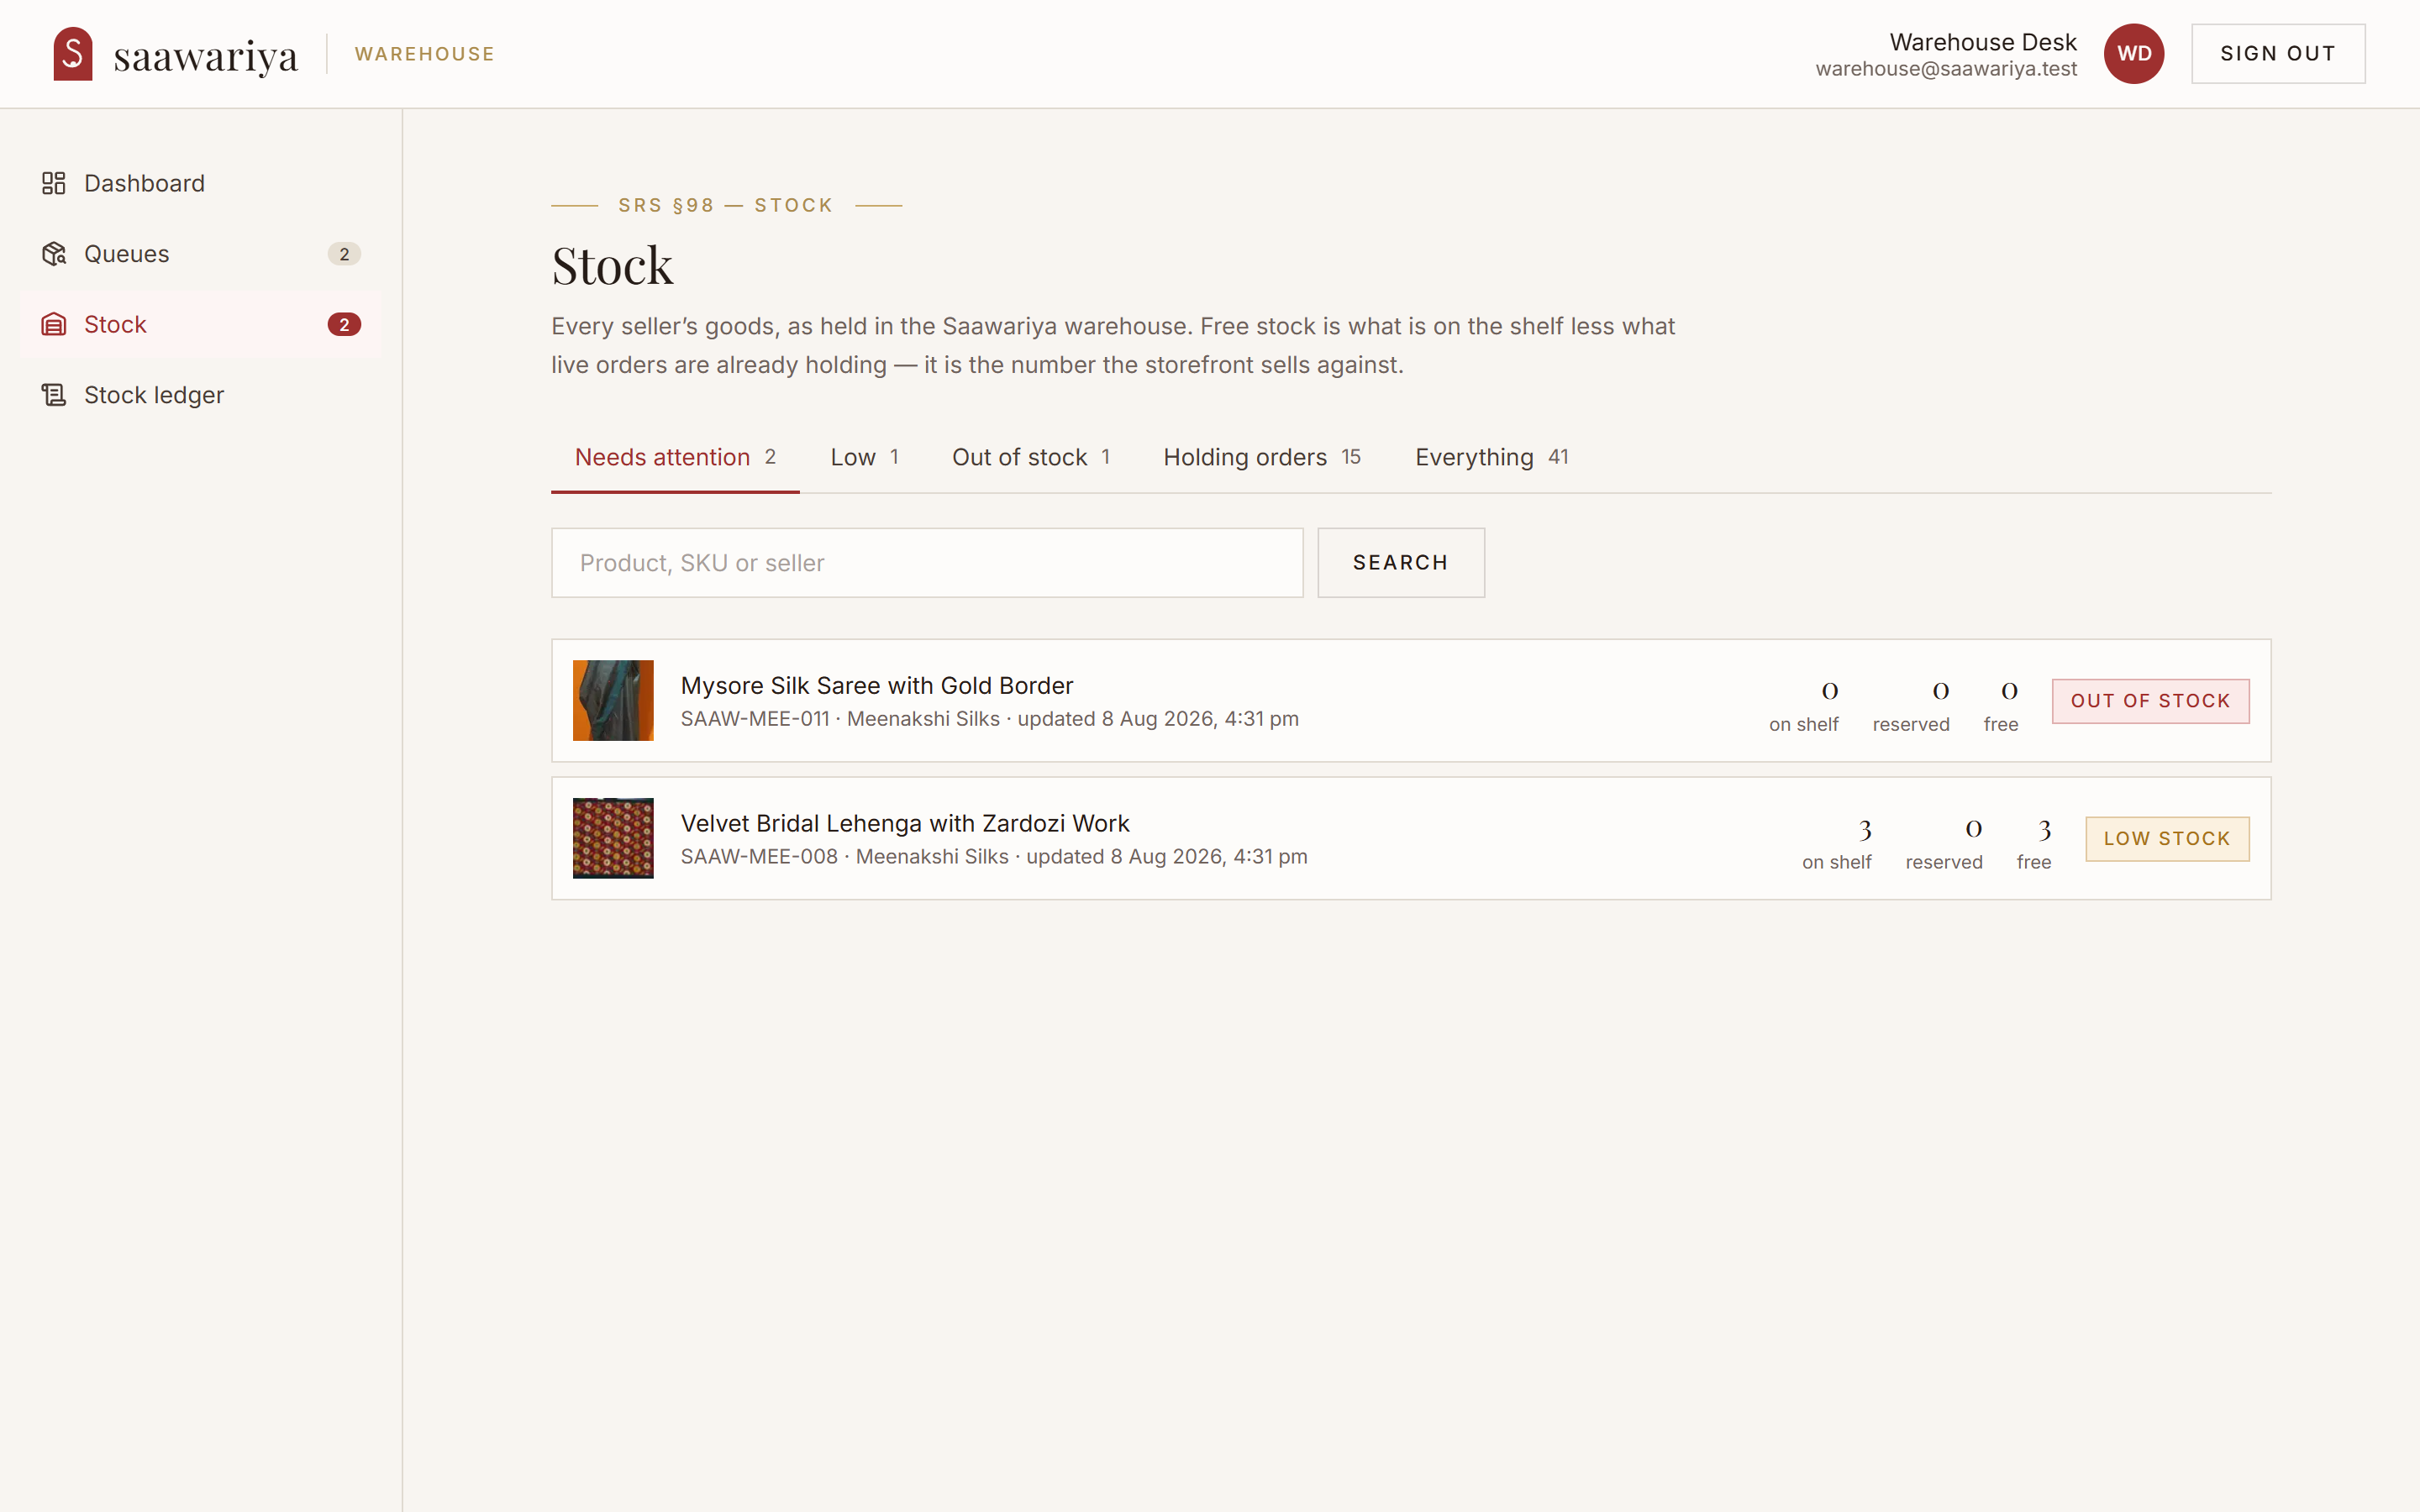 S saawariya WAREHOUSE
Warehouse Desk
warehouse@saawariya.test
WD
SIGN OUT
Dashboard
Queues 2
Stock 2
Stock ledger
SRS §98 — STOCK
Stock
Every seller’s goods, as held in the Saawariya warehouse. Free stock is what is on the shelf less what
live orders are already holding — it is the number the storefront sells against.
Needs attention 2 Low 1 Out of stock 1 Holding orders 15 Everything 41
Product, SKU or seller SEARCH
Mysore Silk Saree with Gold Border
SAAW-MEE-011 · Meenakshi Silks · updated 8 Aug 2026, 4:31 pm
0 0 0
on shelf reserved free
OUT OF STOCK
Velvet Bridal Lehenga with Zardozi Work
SAAW-MEE-008 · Meenakshi Silks · updated 8 Aug 2026, 4:31 pm
3 0 3
on shelf reserved free
LOW STOCK